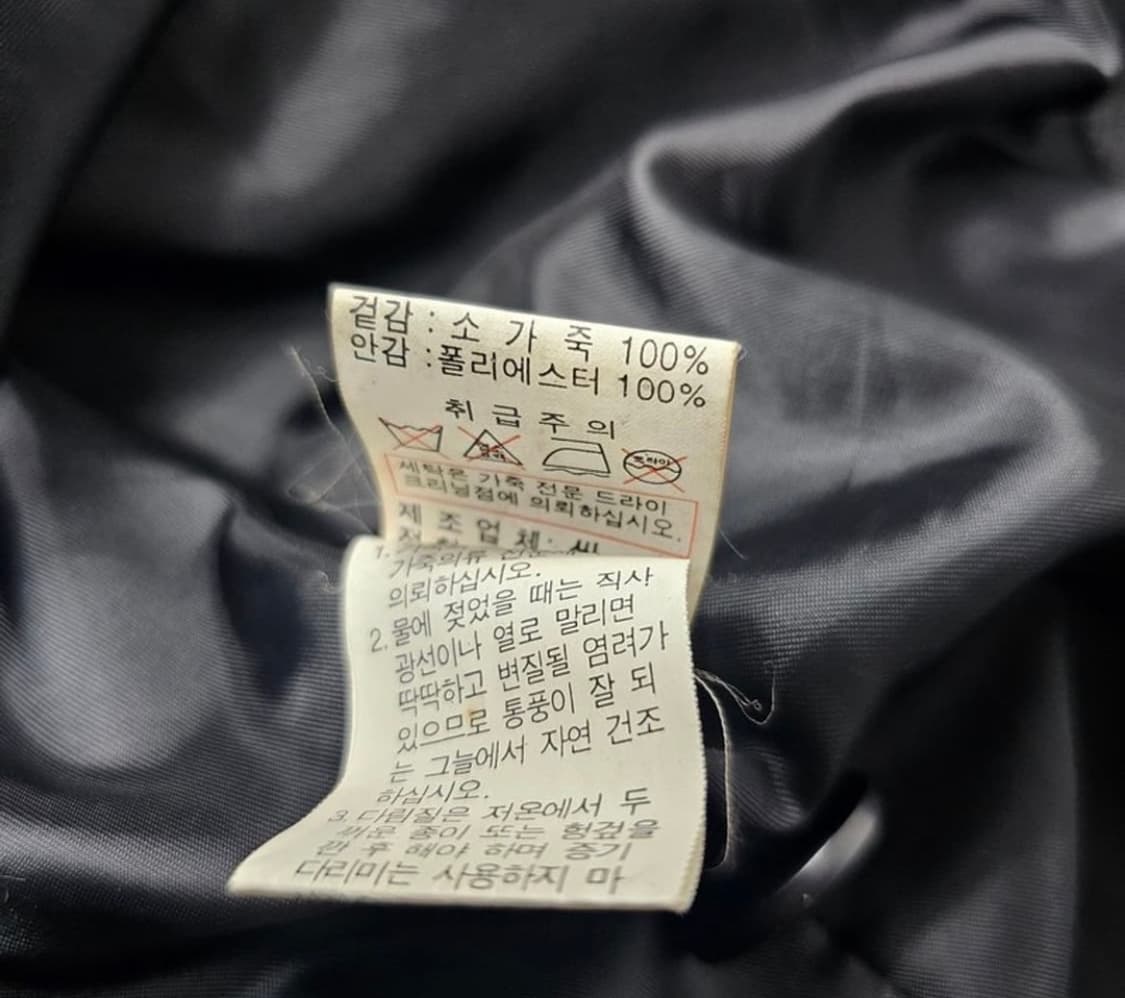 겉감 : 소 가 죽 100%
안감 : 폴리에스터 100%
취 급 주 의
드라이
세탁은 가죽 전문 드라이
크리닝점에 의뢰하십시오.
제 조 업 체:
1.
가죽의류
의뢰하십시오.
2. 물에 젖었을 때는 직사
광선이나 열로 말리면
딱딱하고 변질될 염려가
있으므로 통풍이 잘 되
는 그늘에서 자연 건조
하십시오.
3. 다림질은 저온에서 두
꺼운 종이 또는 헝겊을
깐 후 해야 하며 증기
다리미는 사용하지 마